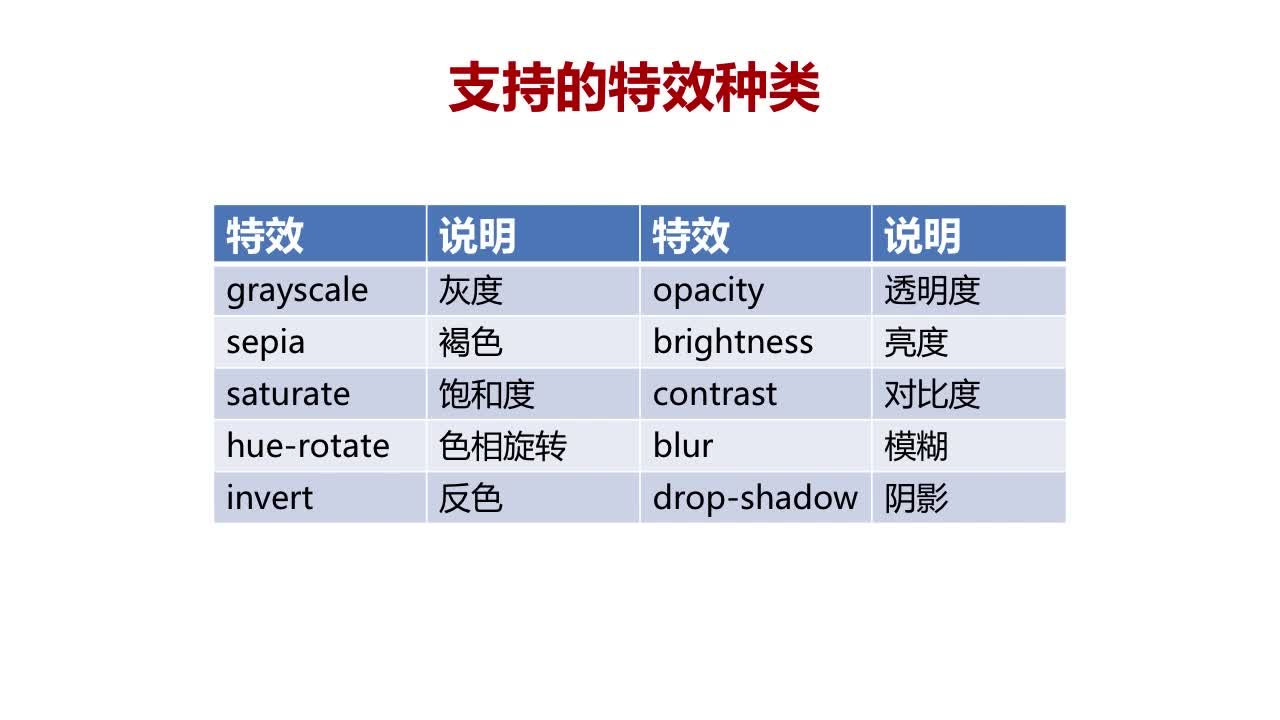 支持的特效种类
特效 说明 特效 说明
grayscale 灰度 opacity 透明度
sepia 褐色 brightness 亮度
saturate 饱和度 contrast 对比度
hue-rotate 色相旋转 blur 模糊
invert 反色 drop-shadow 阴影